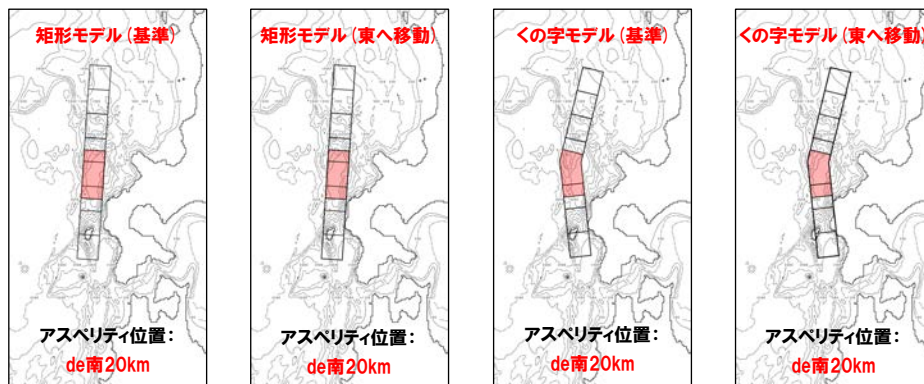 矩形モデル(基準)
アスペリティ位置:
de南20km
矩形モデル(東へ移動)
アスペリティ位置:
de南20km
くの字モデル(基準)
アスペリティ位置:
de南20km
くの字モデル(東へ移動)
アスペリティ位置:
de南20km